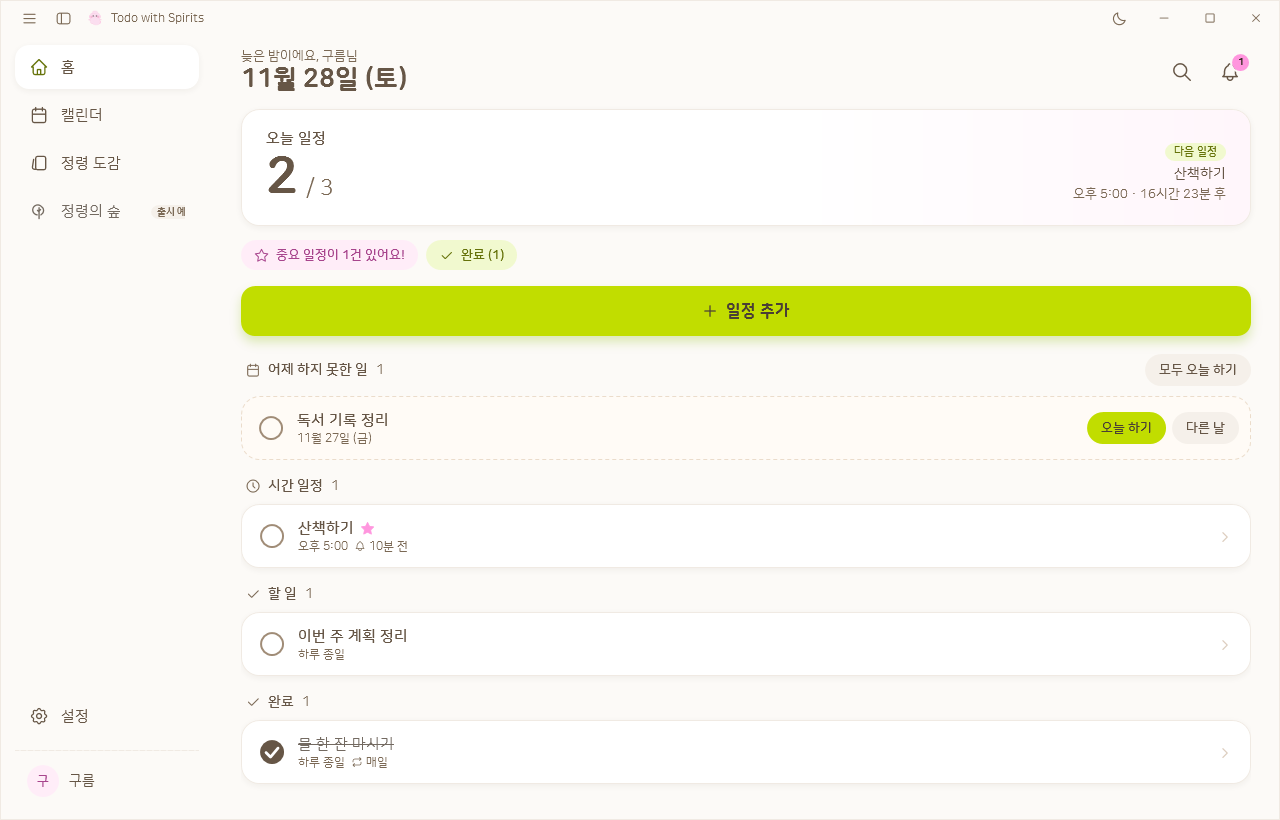 Todo with Spirits
홈
캘린더
정령 도감
정령의 숲
출시 예
설정
구 구름
늦은 밤이에요, 구름님
11월 28일 (토)
1
오늘 일정
2 / 3
다음 일정
산책하기
오후 5:00 · 16시간 23분 후
중요 일정이 1건 있어요!
완료 (1)
+ 일정 추가
어제 하지 못한 일 1
모두 오늘 하기
독서 기록 정리
11월 27일 (금)
오늘 하기
다른 날
시간 일정 1
산책하기
오후 5:00 10분 전
할 일 1
이번 주 계획 정리
하루 종일
완료 1
물 한 잔 마시기
하루 종일 매일